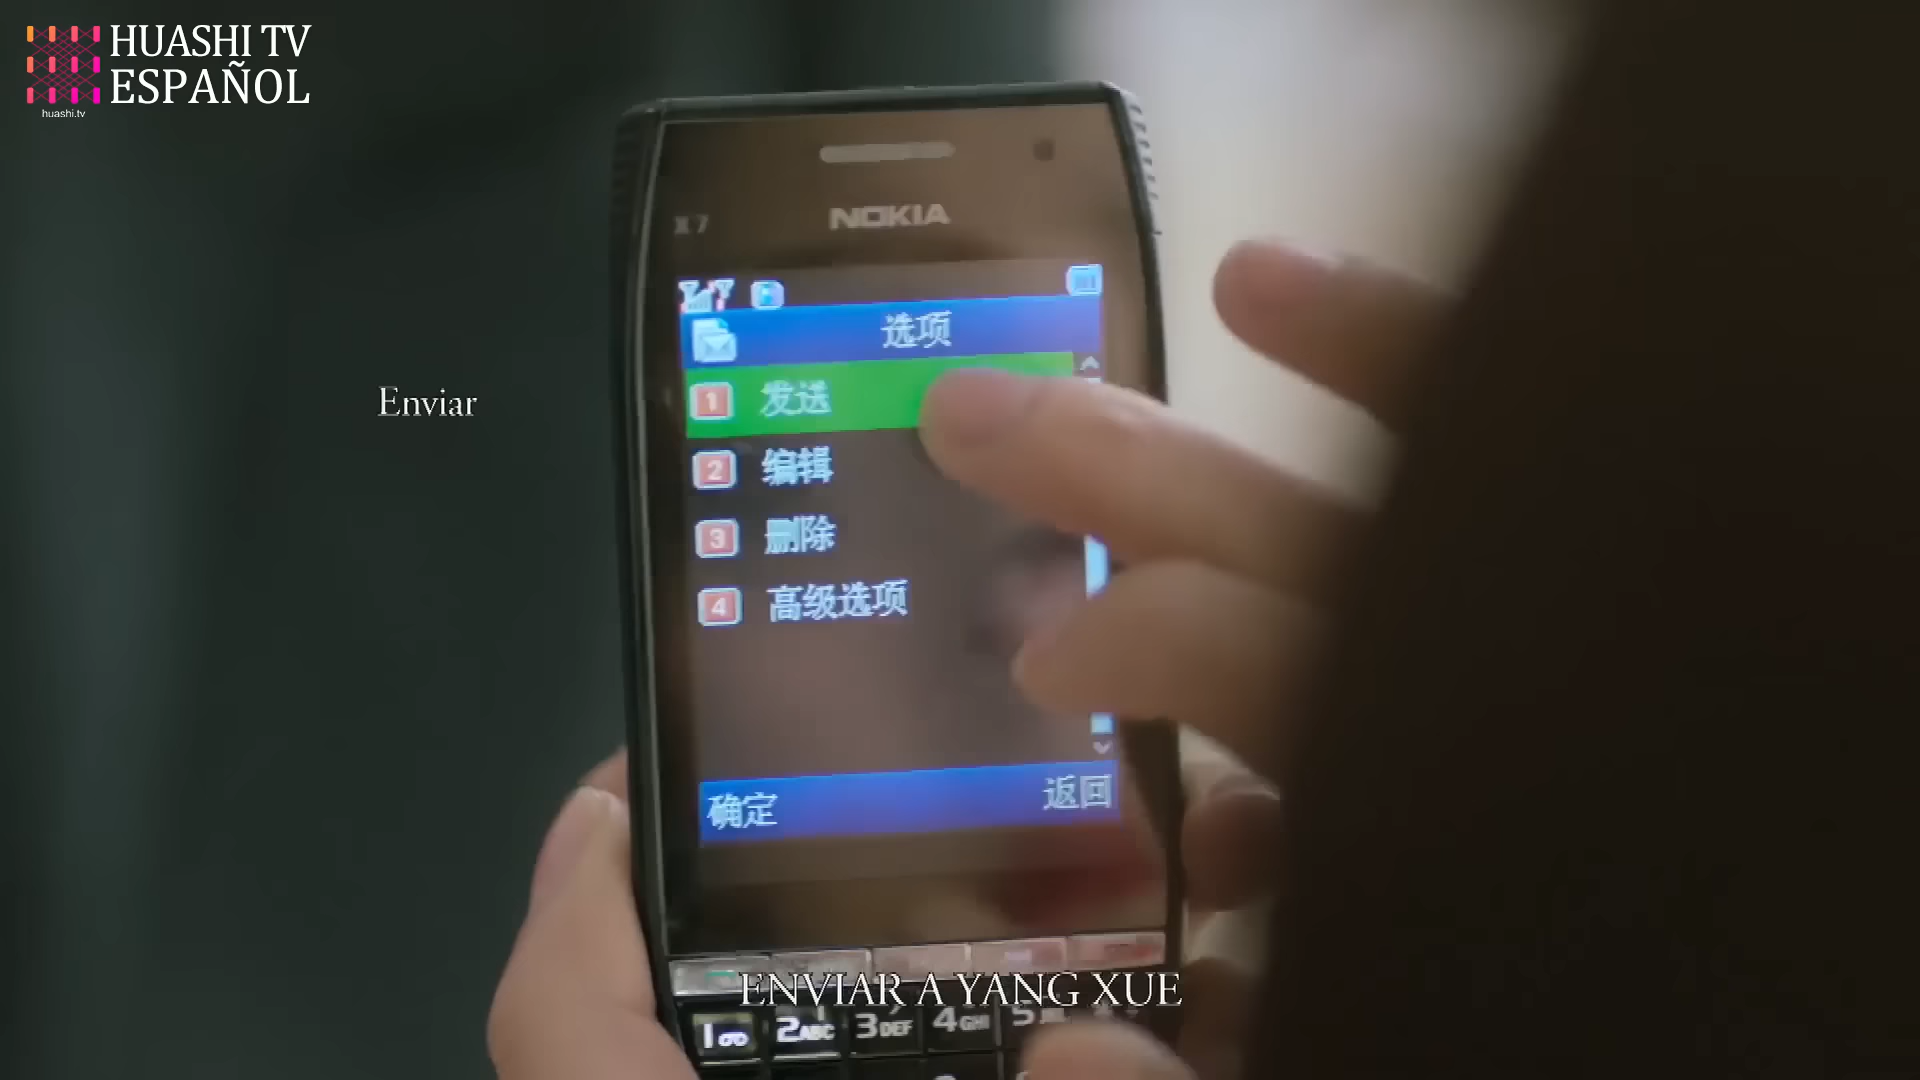 HUASHI TV
ESPAÑOL
huashi.tv
X7
NOKIA
选项
1 发送
Enviar
2 编辑
3 删除
4 高级选项
确定 返回
ENVIAR A YANG XUE
1 2ABC 3DEF 4GHI 5